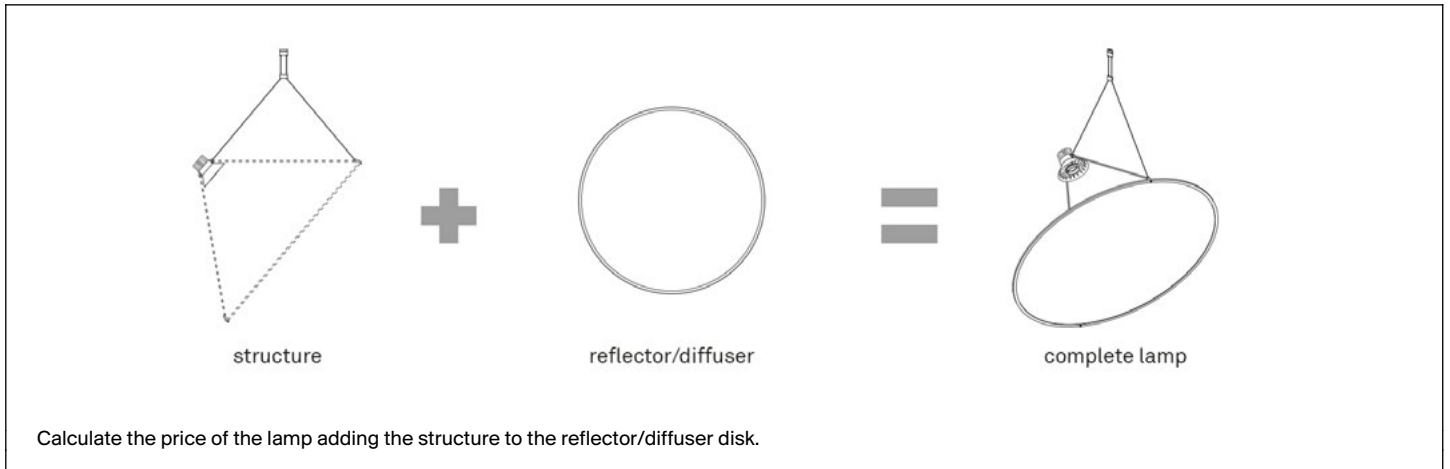 structure
reflector/diffuser
complete lamp
Calculate the price of the lamp adding the structure to the reflector/diffuser disk.